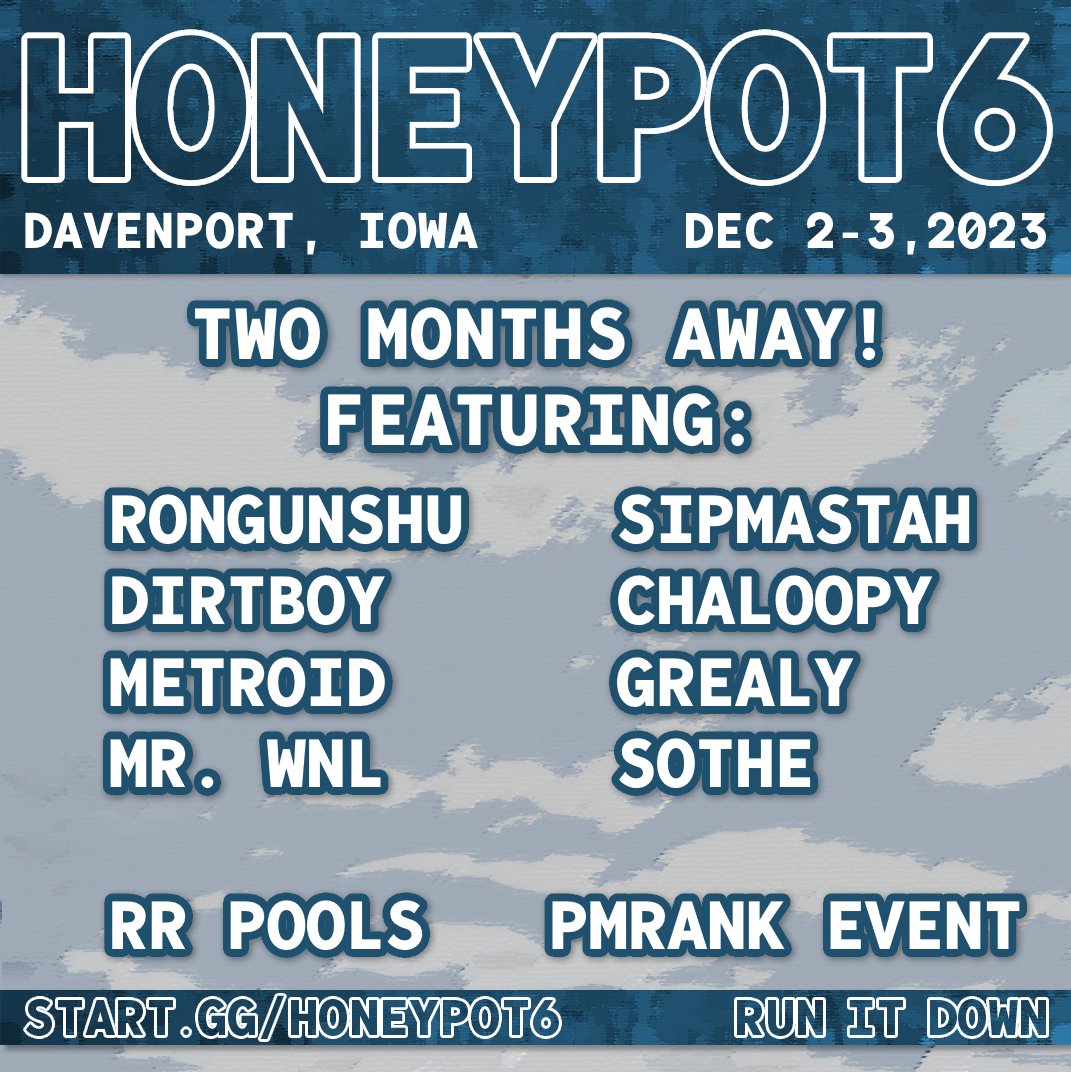 HONEYPOT6
DAVENPORT, IOWA DEC 2-3,2023
TWO MONTHS AWAY!
FEATURING:
RONGUNSHU SIPMASTAH
DIRTBOY CHALOOPY
METROID GREALY
MR. WNL SOTHE
RR POOLS PMRANK EVENT
START.GG/HONEYPOT6 RUN IT DOWN